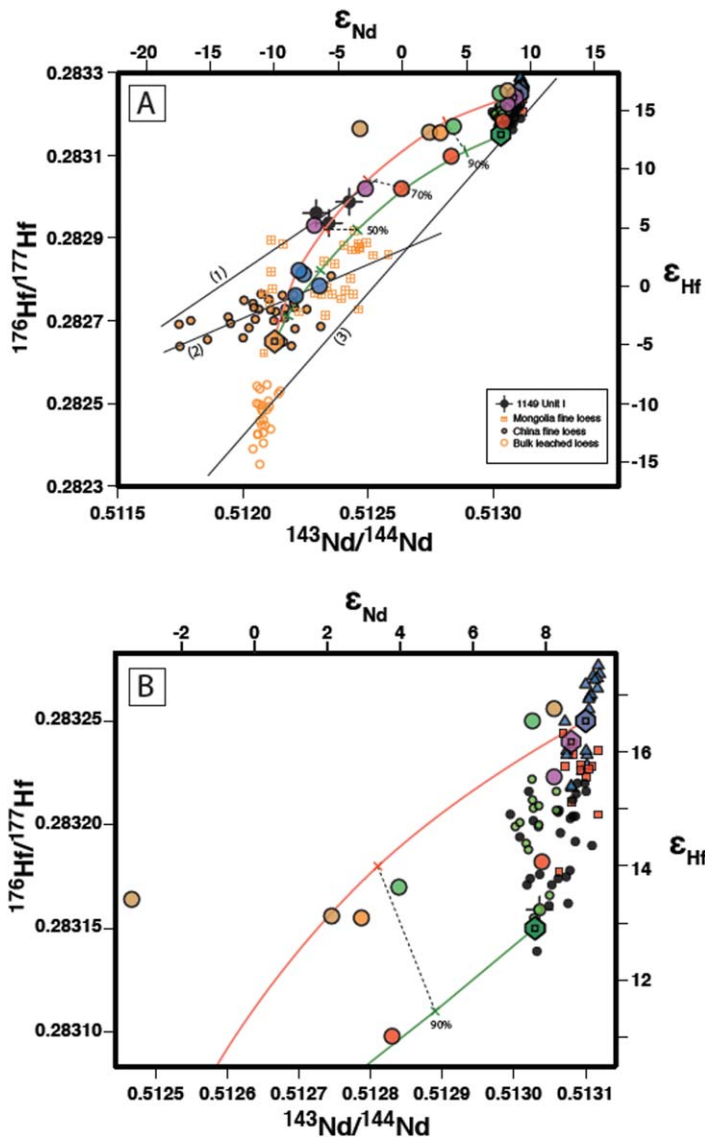 εNd
-20 -15 -10 -5 0 5 10 15
A
0.2833
0.2831
0.2829
0.2827
0.2825
0.2823
176Hf/177Hf
15
10
5
0
-5
-10
-15
εHf
90%
70%
50%
(1)
(2)
(3)
1149 Unit I
Mongolia fine loess
China fine loess
Bulk leached loess
0.5115 0.5120 0.5125 0.5130
143Nd/144Nd
εNd
-2 0 2 4 6 8
B
0.28325
0.28320
0.28315
0.28310
176Hf/177Hf
16
14
12
εHf
90%
0.5125 0.5126 0.5127 0.5128 0.5129 0.5130 0.5131
143Nd/144Nd